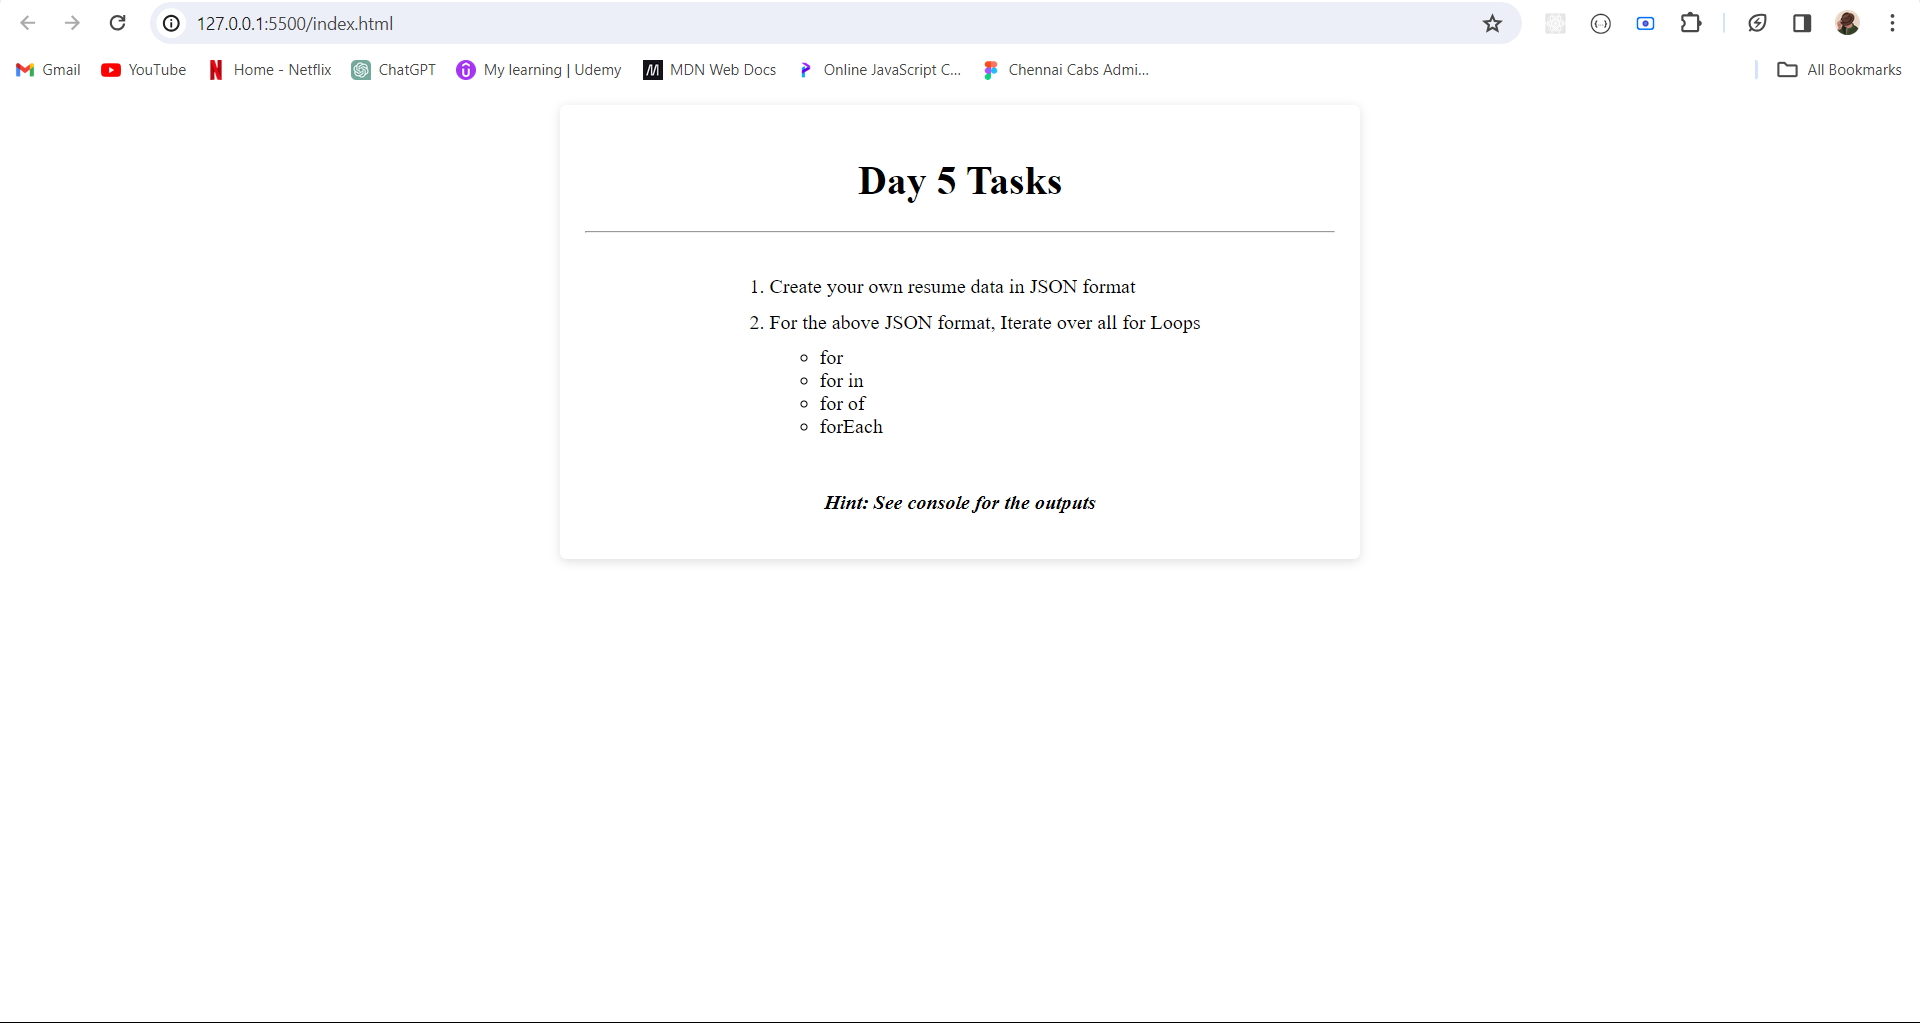 127.0.0.1:5500/index.html
Gmail YouTube Home - Netflix ChatGPT My learning | Udemy MDN Web Docs Online JavaScript C... Chennai Cabs Admi... All Bookmarks
Day 5 Tasks
1. Create your own resume data in JSON format
2. For the above JSON format, Iterate over all for Loops
for
for in
for of
forEach
Hint: See console for the outputs